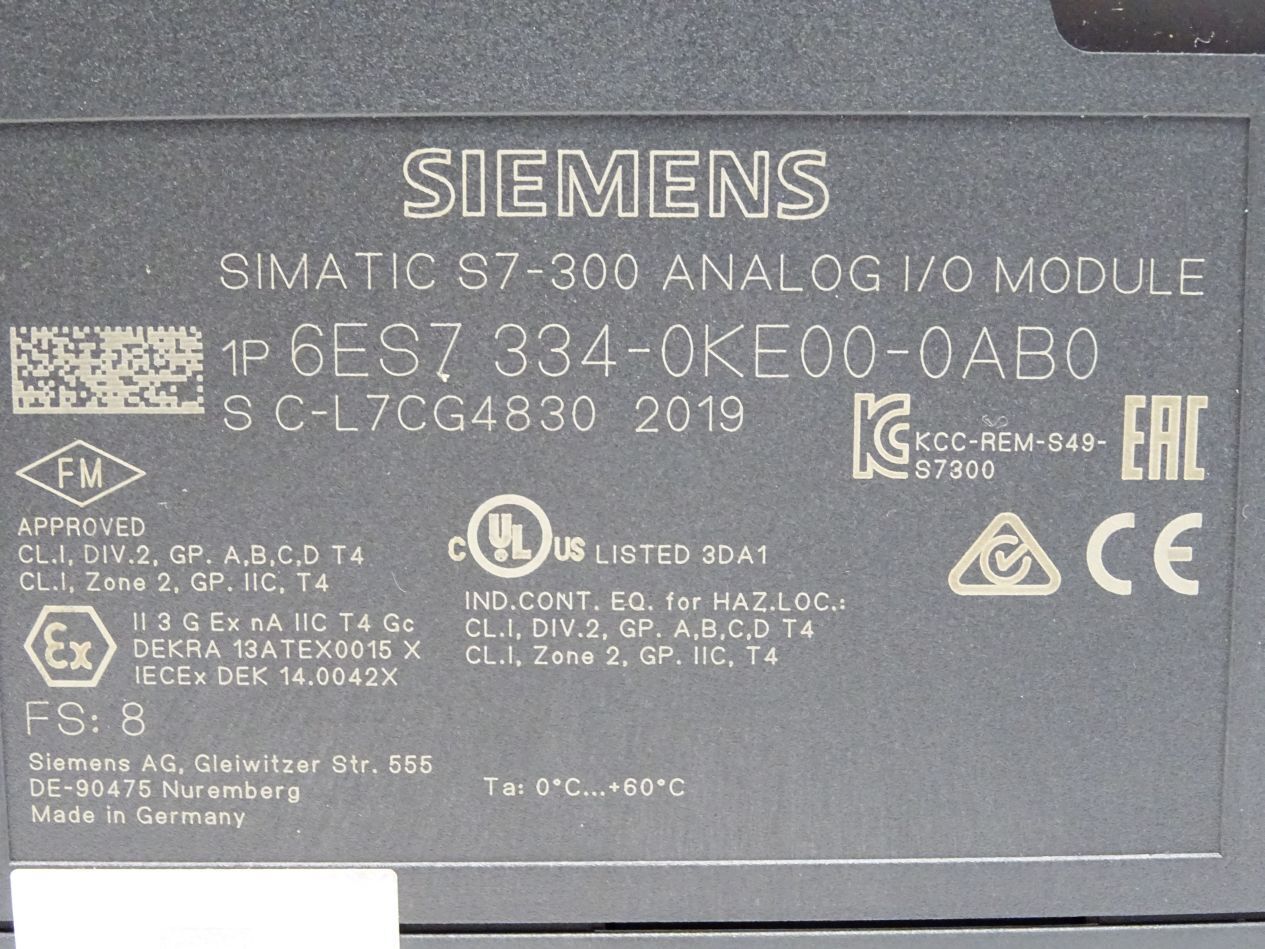 SIEMENS
SIMATIC S7-300 ANALOG I/O MODULE
1P 6ES7 334-0KE00-0AB0
S C-L7CG4830 2019
KCC-REM-S49-
S7300
EAC
FM
APPROVED
CL.I, DIV.2, GP. A,B,C,D T4
CL.I, Zone 2, GP. IIC, T4
C UL US LISTED 3DA1
IND.CONT. EQ. for HAZ.LOC.:
CL.I, DIV.2, GP. A,B,C,D T4
CL.I, Zone 2, GP. IIC, T4
CE
Ex
II 3 G Ex nA IIC T4 Gc
DEKRA 13ATEX0015 X
IECEx DEK 14.0042X
FS: 8
Siemens AG, Gleiwitzer Str. 555
DE-90475 Nuremberg
Made in Germany
Ta: 0°C...+60°C